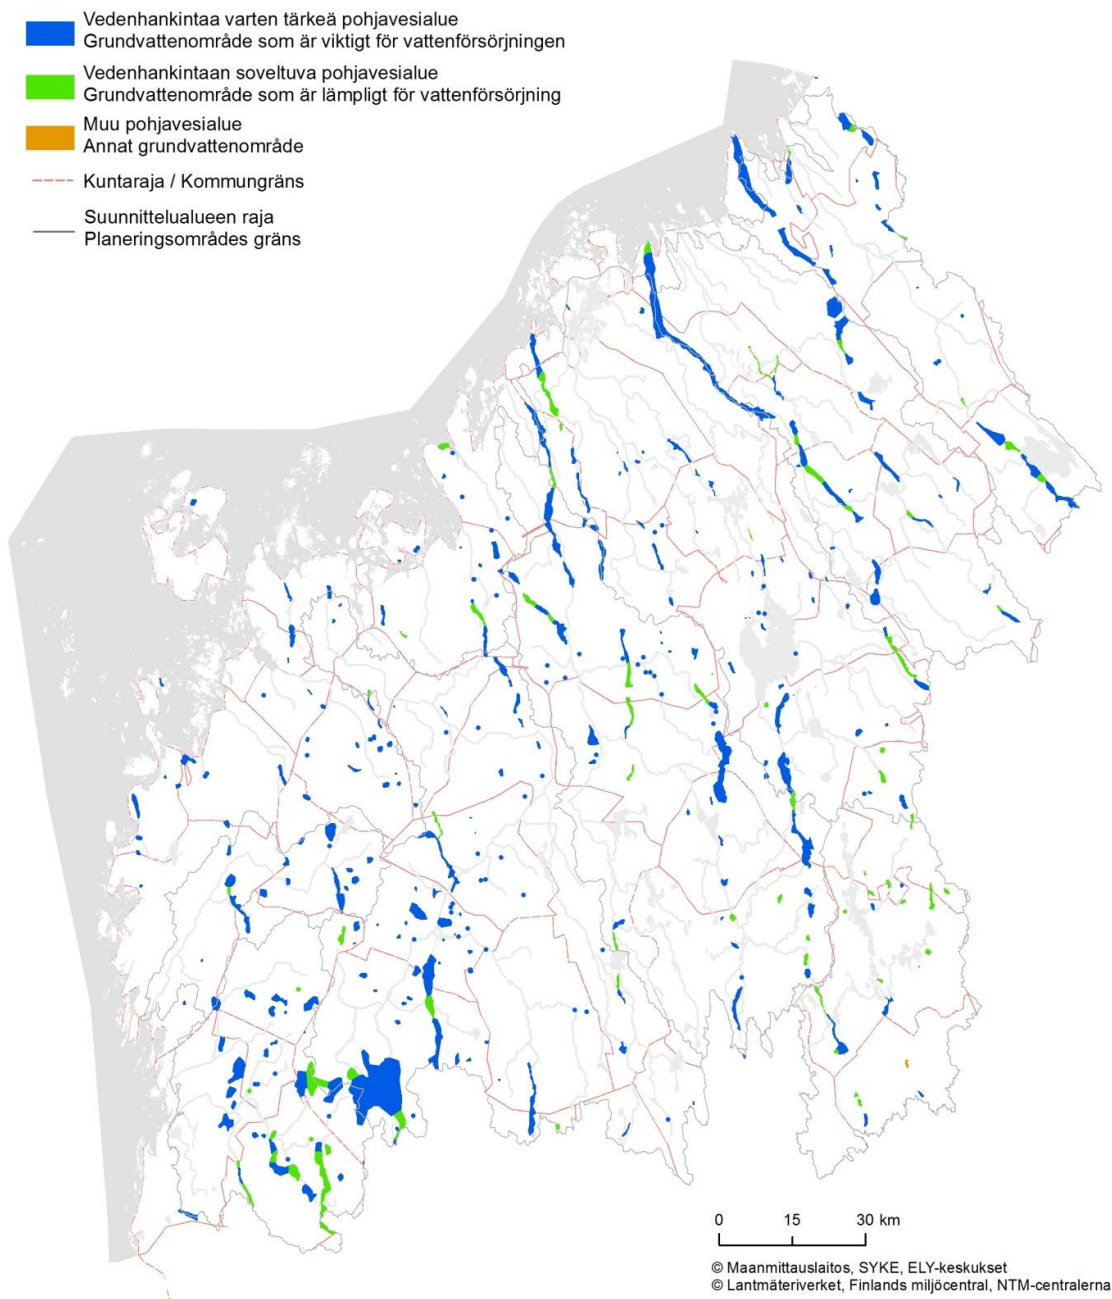 Vedenhankintaa varten tärkeä pohjavesialue
Grundvattenområde som är viktigt för vattenförsörjningen
Vedenhankintaan soveltuva pohjavesialue
Grundvattenområde som är lämpligt för vattenförsörjning
Muu pohjavesialue
Annat grundvattenområde
Kuntaraja / Kommungräns
Suunnittelualueen raja
Planeringsområdes gräns
0 15 30 km
© Maanmittauslaitos, SYKE, ELY-keskukset
© Lantmäteriverket, Finlands miljöcentral, NTM-centralerna